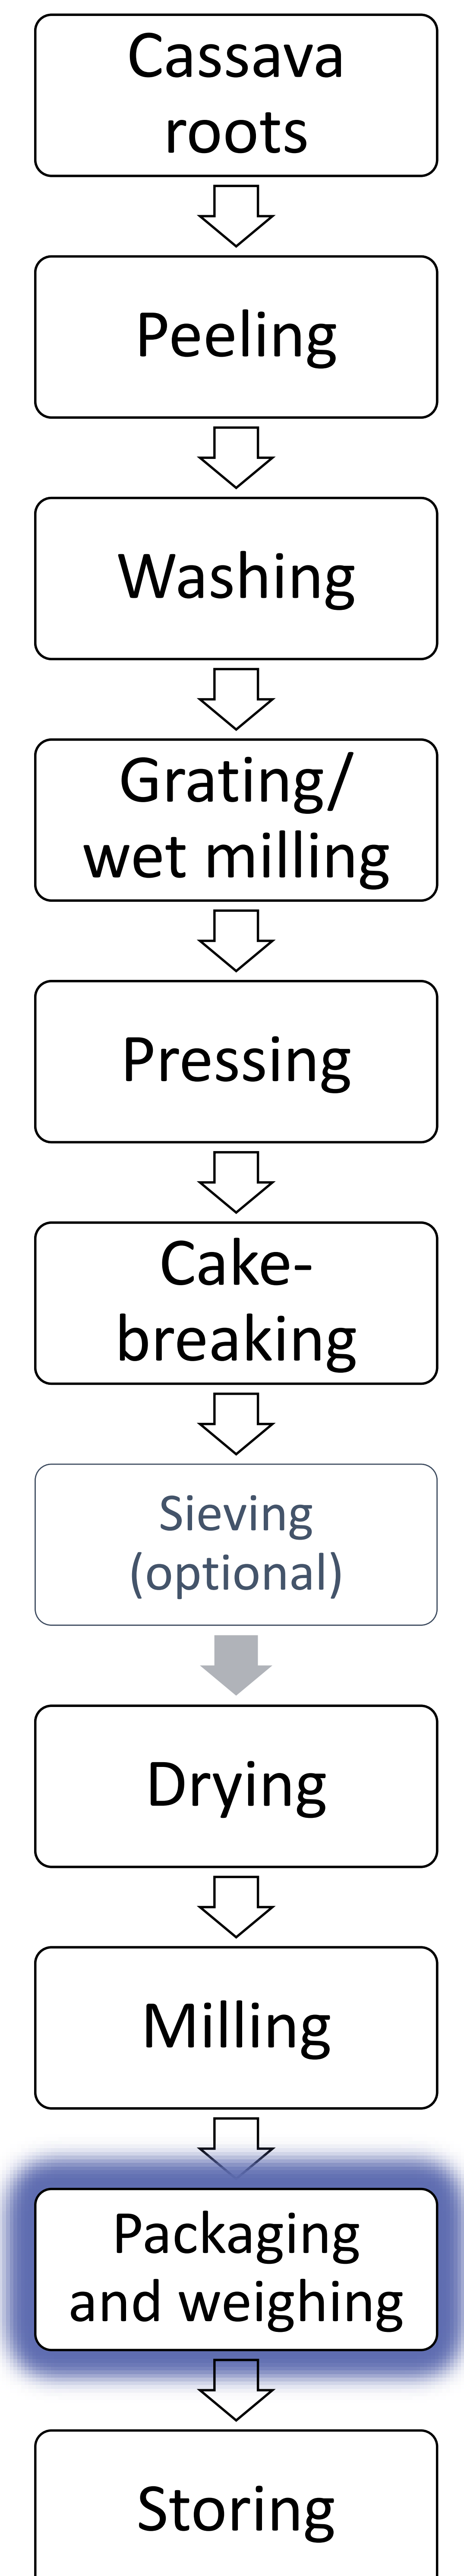 Cassava
roots
Peeling
Washing
Grating/
wet milling
Pressing
Cake-
breaking
Sieving
(optional)
Drying
Milling
Packaging
and weighing
Storing